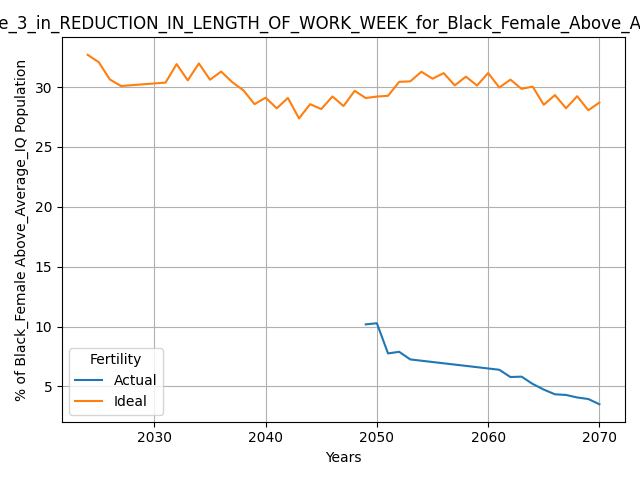 e_3_in_REDUCTION_IN_LENGTH_OF_WORK_WEEK_for_Black_Female_Above_A
% of Black_Female Above_Average_IQ Population
30
25
20
15
10
5
Fertility
Actual
Ideal
2030 2040 2050 2060 2070
Years